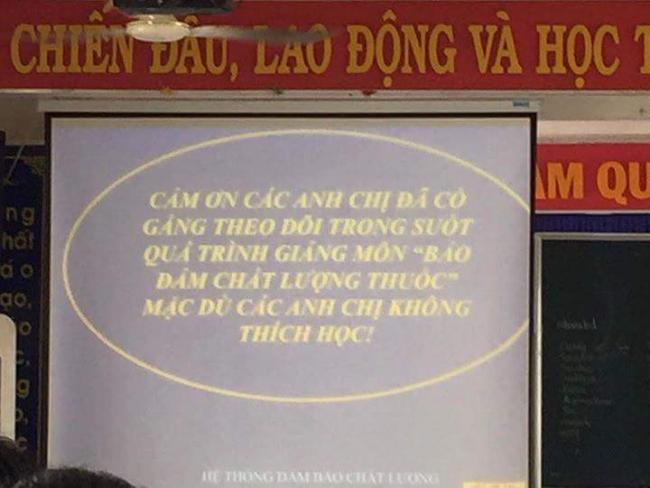 CHIẾN ĐẤU, LAO ĐỘNG VÀ HỌC T
ÁM QU
CẢM ƠN CÁC ANH CHỊ ĐÃ CỐ
GẮNG THEO DÕI TRONG SUỐT
QUÁ TRÌNH GIẢNG MÔN “BẢO
ĐẢM CHẤT LƯỢNG THUỐC”
MẶC DÙ CÁC ANH CHỊ KHÔNG
THÍCH HỌC!
HỆ THỐNG ĐẢM BẢO CHẤT LƯỢNG